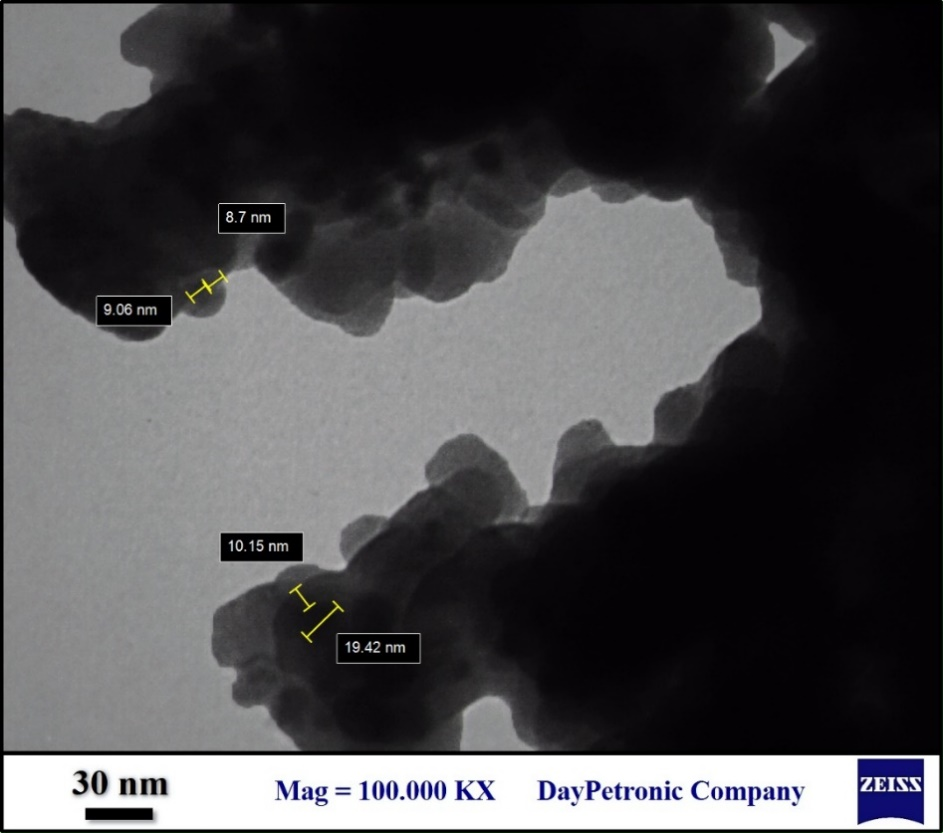 8.7 nm
9.06 nm
10.15 nm
19.42 nm
30 nm
Mag = 100.000 KX
DayPetronic Company
ZEISS